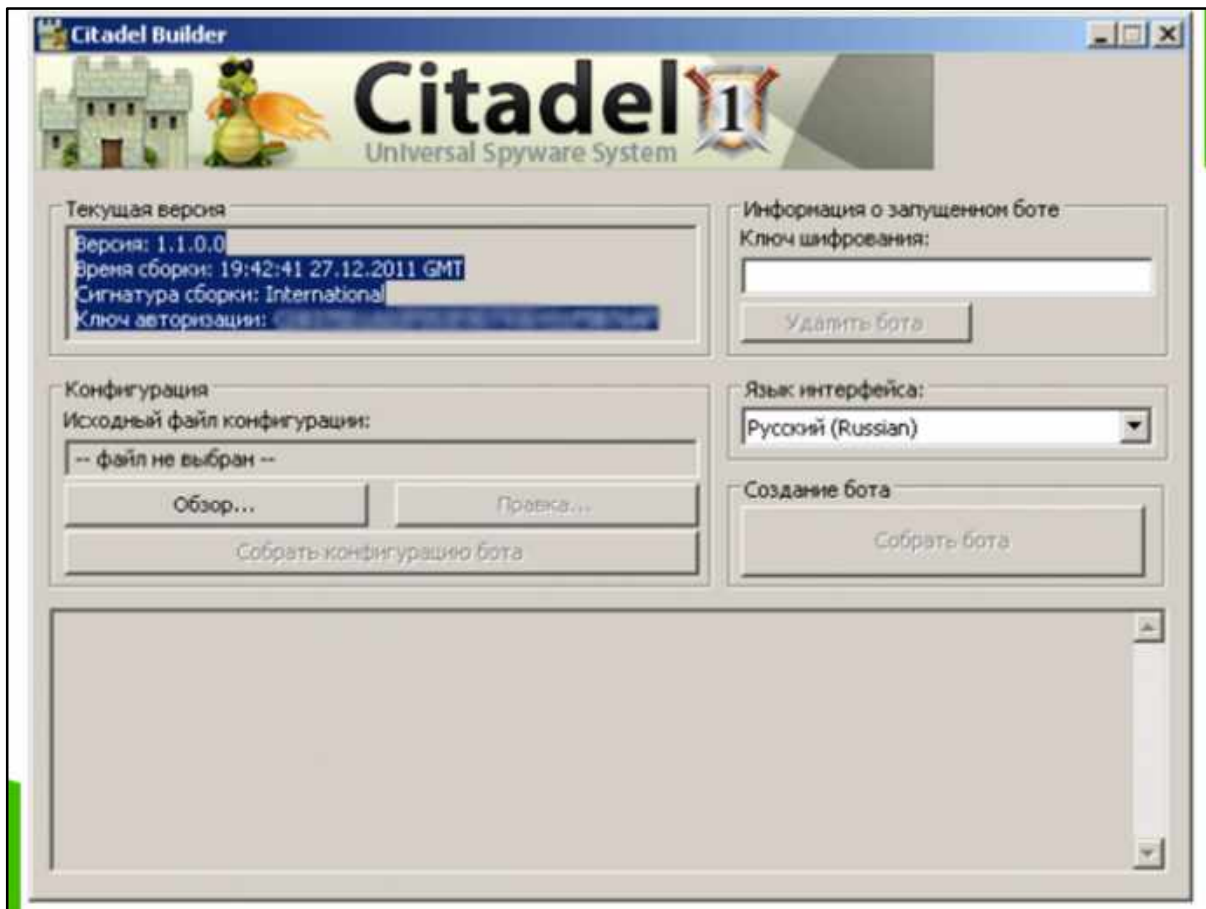 Citadel Builder
Citadel 1
Universal Spyware System
Текущая версия
Версия: 1.1.0.0
Время сборки: 19:42:41 27.12.2011 GMT
Сигнатура сборки: International
Ключ авторизации:
Информация о запущенном боте
Ключ шифрования:
Удалить бота
Конфигурация
Исходный файл конфигурации:
-- файл не выбран --
Обзор...
Правка...
Собрать конфигурацию бота
Язык интерфейса:
Русский (Russian)
Создание бота
Собрать бота